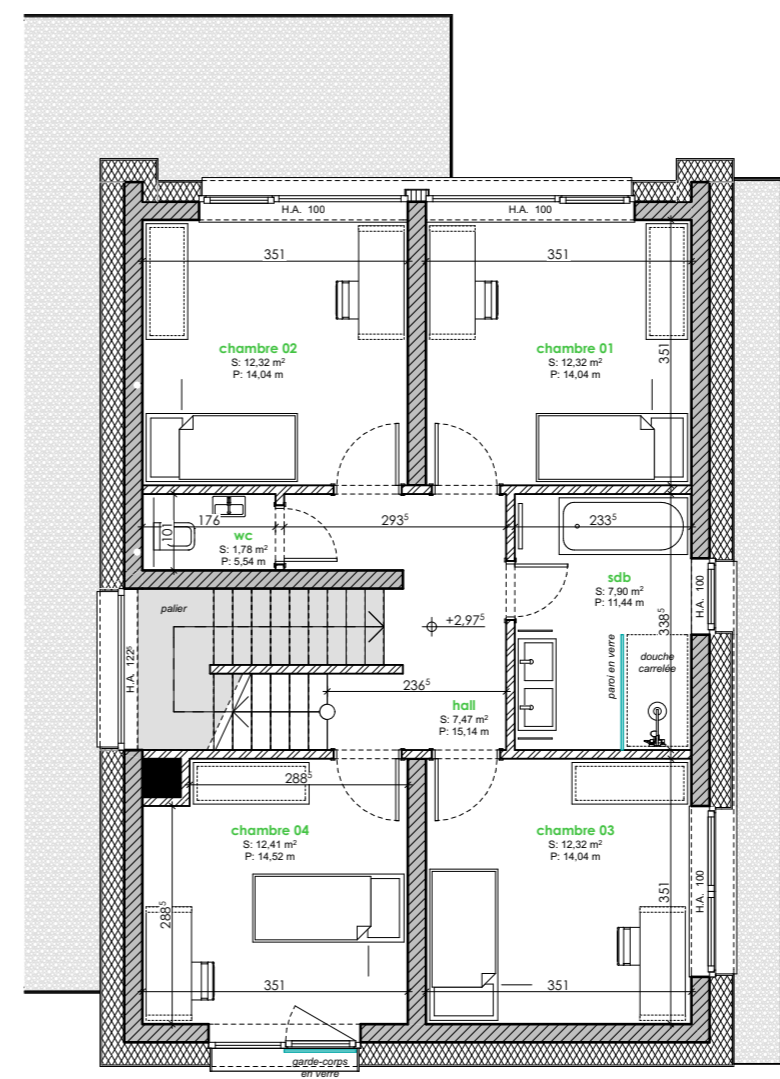 H.A. 100
H.A. 100
351
351
chambre 02
S: 12,32 m²
P: 14,04 m
chambre 01
S: 12,32 m²
P: 14,04 m
351
176
293⁵
233⁵
101
wc
S: 1,78 m²
P: 5,54 m
sdb
S: 7,90 m²
P: 11,44 m
H.A. 100
palier
+2,97⁵
338⁵
H.A. 122⁵
paroi en verre
douche
carrelée
236⁵
hall
S: 7,47 m²
P: 15,14 m
288⁵
chambre 04
S: 12,41 m²
P: 14,52 m
chambre 03
S: 12,32 m²
P: 14,04 m
288⁵
351
H.A. 100
351
351
garde-corps
en verre